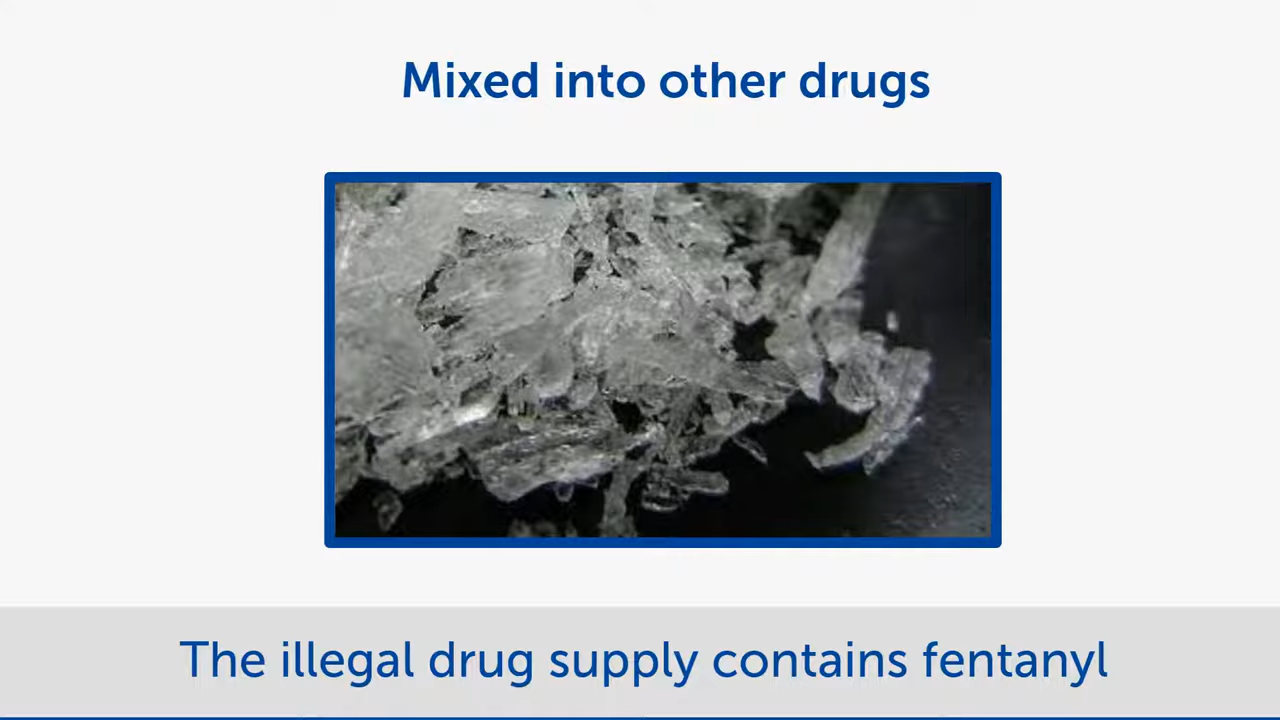 Mixed into other drugs
The illegal drug supply contains fentanyl